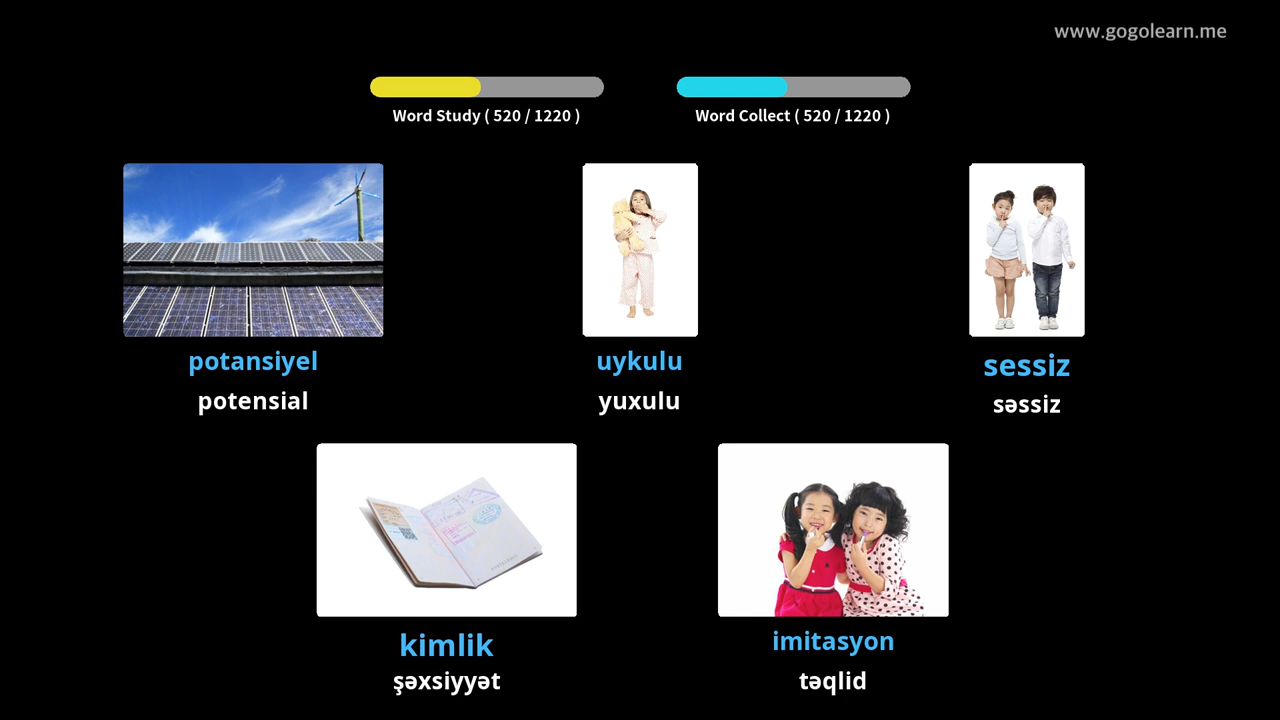 www.gogolearn.me
Word Study ( 520 / 1220 )
Word Collect ( 520 / 1220 )
potansiyel
potensial
uykulu
yuxulu
sessiz
səssiz
kimlik
şəxsiyyət
imitasyon
təqlid